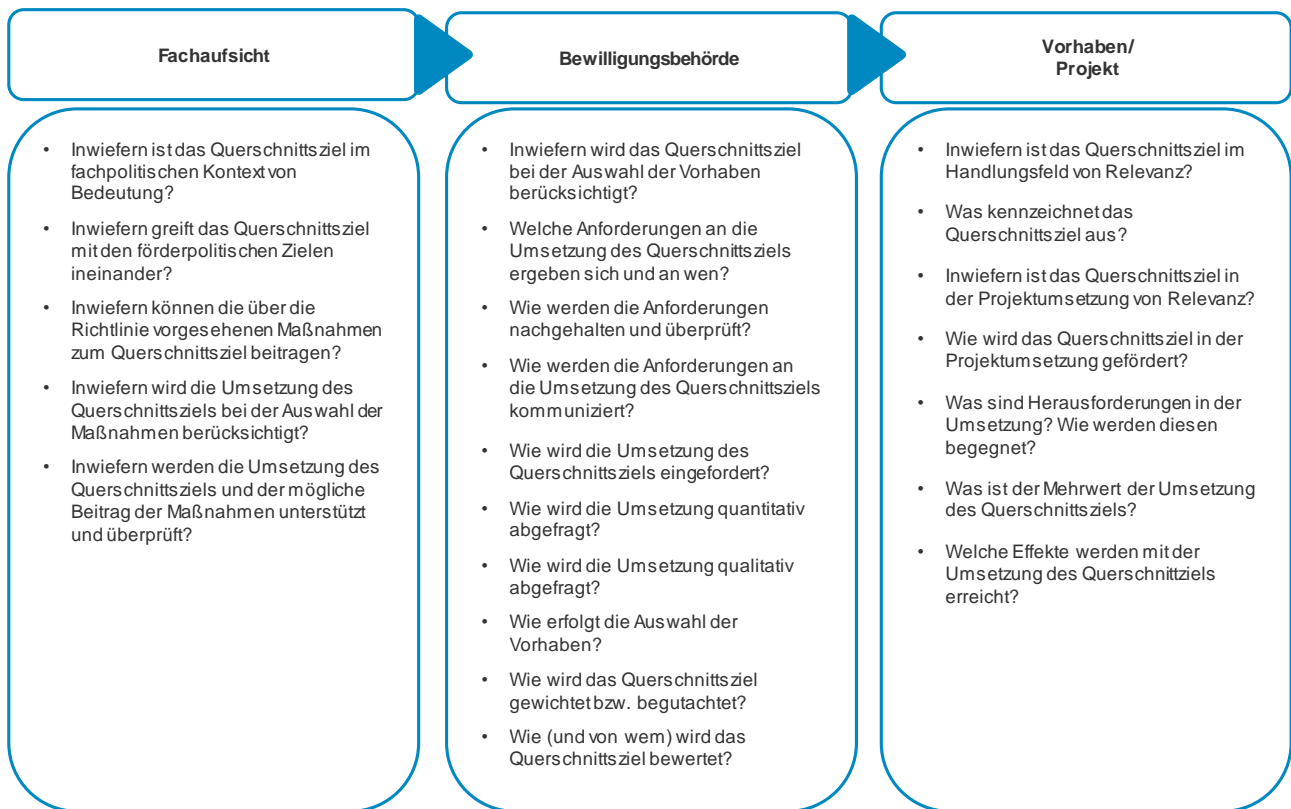 Fachaufsicht
• Inwiefern ist das Querschnittsziel im
fachpolitischen Kontext von
Bedeutung?
• Inwiefern greift das Querschnittsziel
mit den förderpolitischen Zielen
ineinander?
• Inwiefern können die über die
Richtlinie vorgesehenen Maßnahmen
zum Querschnittsziel beitragen?
• Inwiefern wird die Umsetzung des
Querschnittsziels bei der Auswahl der
Maßnahmen berücksichtigt?
• Inwiefern werden die Umsetzung des
Querschnittsziels und der mögliche
Beitrag der Maßnahmen unterstützt
und überprüft?
Bewilligungsbehörde
• Inwiefern wird das Querschnittsziel
bei der Auswahl der Vorhaben
berücksichtigt?
• Welche Anforderungen an die
Umsetzung des Querschnittsziels
ergeben sich und an wen?
• Wie werden die Anforderungen
nachgehalten und überprüft?
• Wie werden die Anforderungen an
die Umsetzung des Querschnittsziels
kommuniziert?
• Wie wird die Umsetzung des
Querschnittsziels eingefordert?
• Wie wird die Umsetzung quantitativ
abgefragt?
• Wie wird die Umsetzung qualitativ
abgefragt?
• Wie erfolgt die Auswahl der
Vorhaben?
• Wie wird das Querschnittsziel
gewichtet bzw. begutachtet?
• Wie (und von wem) wird das
Querschnittsziel bewertet?
Vorhaben/
Projekt
• Inwiefern ist das Querschnittsziel im
Handlungsfeld von Relevanz?
• Was kennzeichnet das
Querschnittsziel aus?
• Inwiefern ist das Querschnittsziel in
der Projektumsetzung von Relevanz?
• Wie wird das Querschnittsziel in der
Projektumsetzung gefördert?
• Was sind Herausforderungen in der
Umsetzung? Wie werden diesen
begegnet?
• Was ist der Mehrwert der Umsetzung
des Querschnittsziels?
• Welche Effekte werden mit der
Umsetzung des Querschnittziels
erreicht?